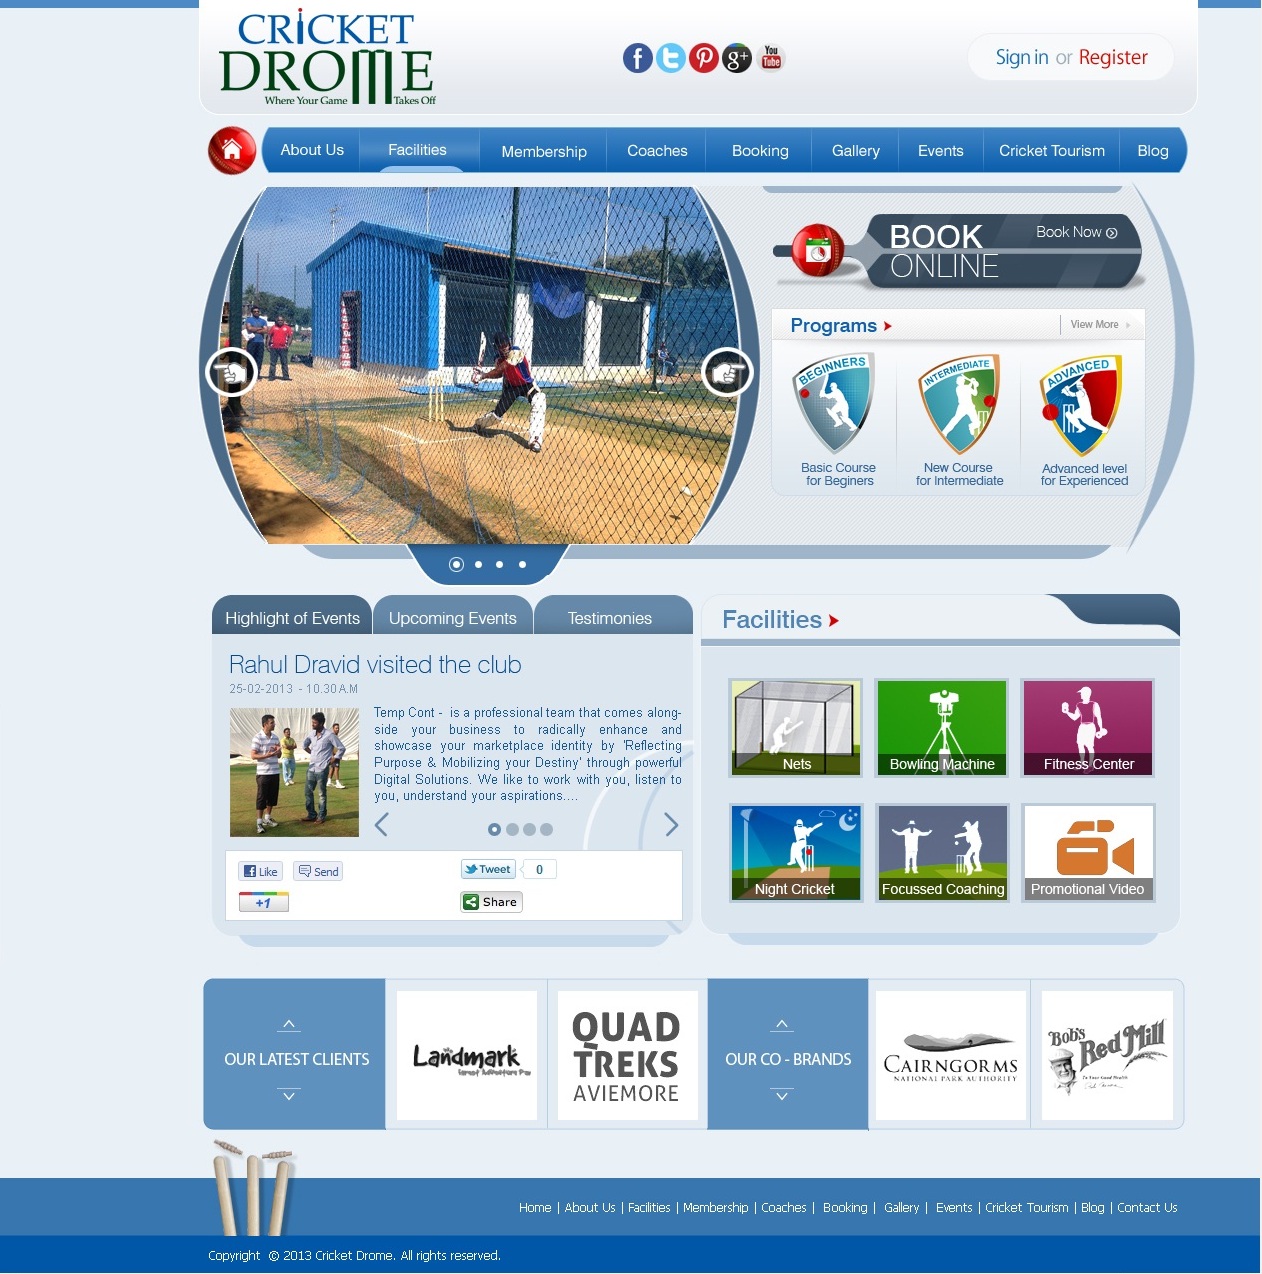 CRICKET
DROME
Where Your Game Takes Off
f t P g+ You Tube
Sign in or Register
About Us Facilities Membership Coaches Booking Gallery Events Cricket Tourism Blog
BOOK
ONLINE
Book Now
Programs
View More
BEGINNERS INTERMEDIATE ADVANCED
Basic Course
for Beginers
New Course
for Intermediate
Advanced level
for Experienced
Highlight of Events Upcoming Events Testimonies
Rahul Dravid visited the club
25-02-2013 - 10.30 A.M
Temp Cont - is a professional team that comes along-
side your business to radically enhance and
showcase your marketplace identity by 'Reflecting
Purpose & Mobilizing your Destiny' through powerful
Digital Solutions. We like to work with you, listen to
you, understand your aspirations....
Like Send Tweet 0
+1 Share
Facilities
Nets Bowling Machine Fitness Center
Night Cricket Focussed Coaching Promotional Video
OUR LATEST CLIENTS
Landmark
Forest Adventure Par
QUAD
TREKS
AVIEMORE
OUR CO - BRANDS
CAIRNGORMS
NATIONAL PARK AUTHORITY
Bob's
Red Mill
To Your Good Health
Home | About Us | Facilities | Membership | Coaches | Booking | Gallery | Events | Cricket Tourism | Blog | Contact Us
Copyright © 2013 Cricket Drome. All rights reserved.